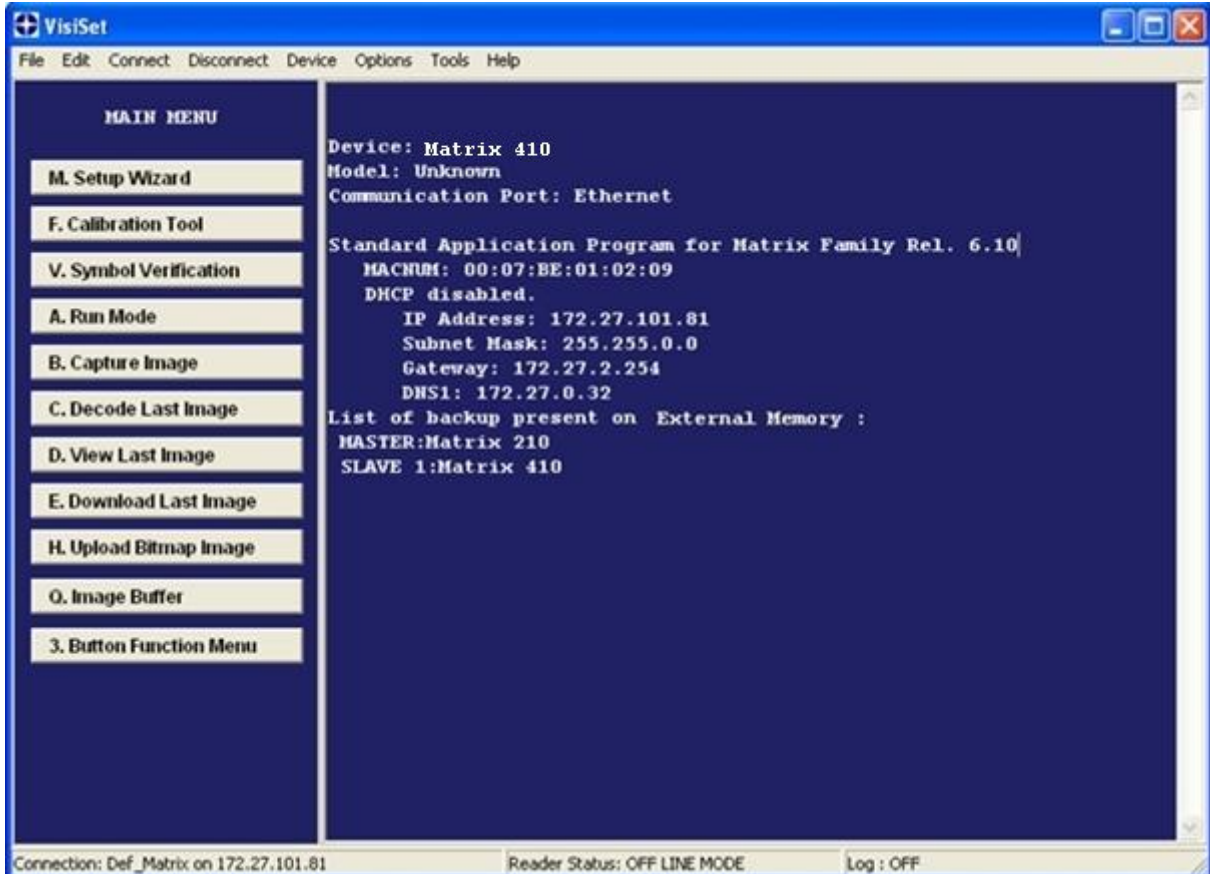 VisiSet
File Edit Connect Disconnect Device Options Tools Help
MAIN MENU
M. Setup Wizard
F. Calibration Tool
V. Symbol Verification
A. Run Mode
B. Capture Image
C. Decode Last Image
D. View Last Image
E. Download Last Image
H. Upload Bitmap Image
Q. Image Buffer
3. Button Function Menu
Device: Matrix 410
Model: Unknown
Communication Port: Ethernet
Standard Application Program for Matrix Family Rel. 6.10
MACNUM: 00:07:BE:01:02:09
DHCP disabled.
IP Address: 172.27.101.81
Subnet Mask: 255.255.0.0
Gateway: 172.27.2.254
DNS1: 172.27.0.32
List of backup present on External Memory :
MASTER:Matrix 210
SLAVE 1:Matrix 410
Connection: Def_Matrix on 172.27.101.81
Reader Status: OFF LINE MODE
Log : OFF